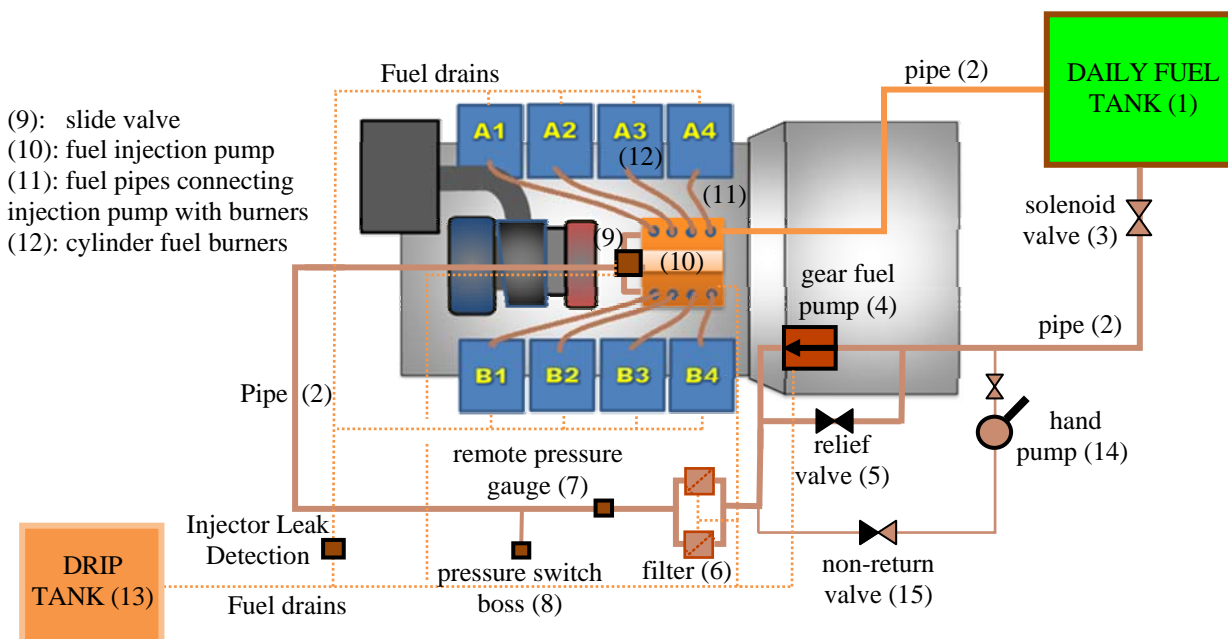 Fuel drains
pipe (2)
DAILY FUEL
TANK (1)
(9): slide valve
(10): fuel injection pump
(11): fuel pipes connecting
injection pump with burners
(12): cylinder fuel burners
A1
A2
A3
A4
(12)
(11)
solenoid
valve (3)
(9)
(10)
gear fuel
pump (4)
pipe (2)
Pipe (2)
B1
B2
B3
B4
relief
valve (5)
hand
pump (14)
remote pressure
gauge (7)
Injector Leak
Detection
DRIP
TANK (13)
Fuel drains
pressure switch
boss (8)
filter (6)
non-return
valve (15)